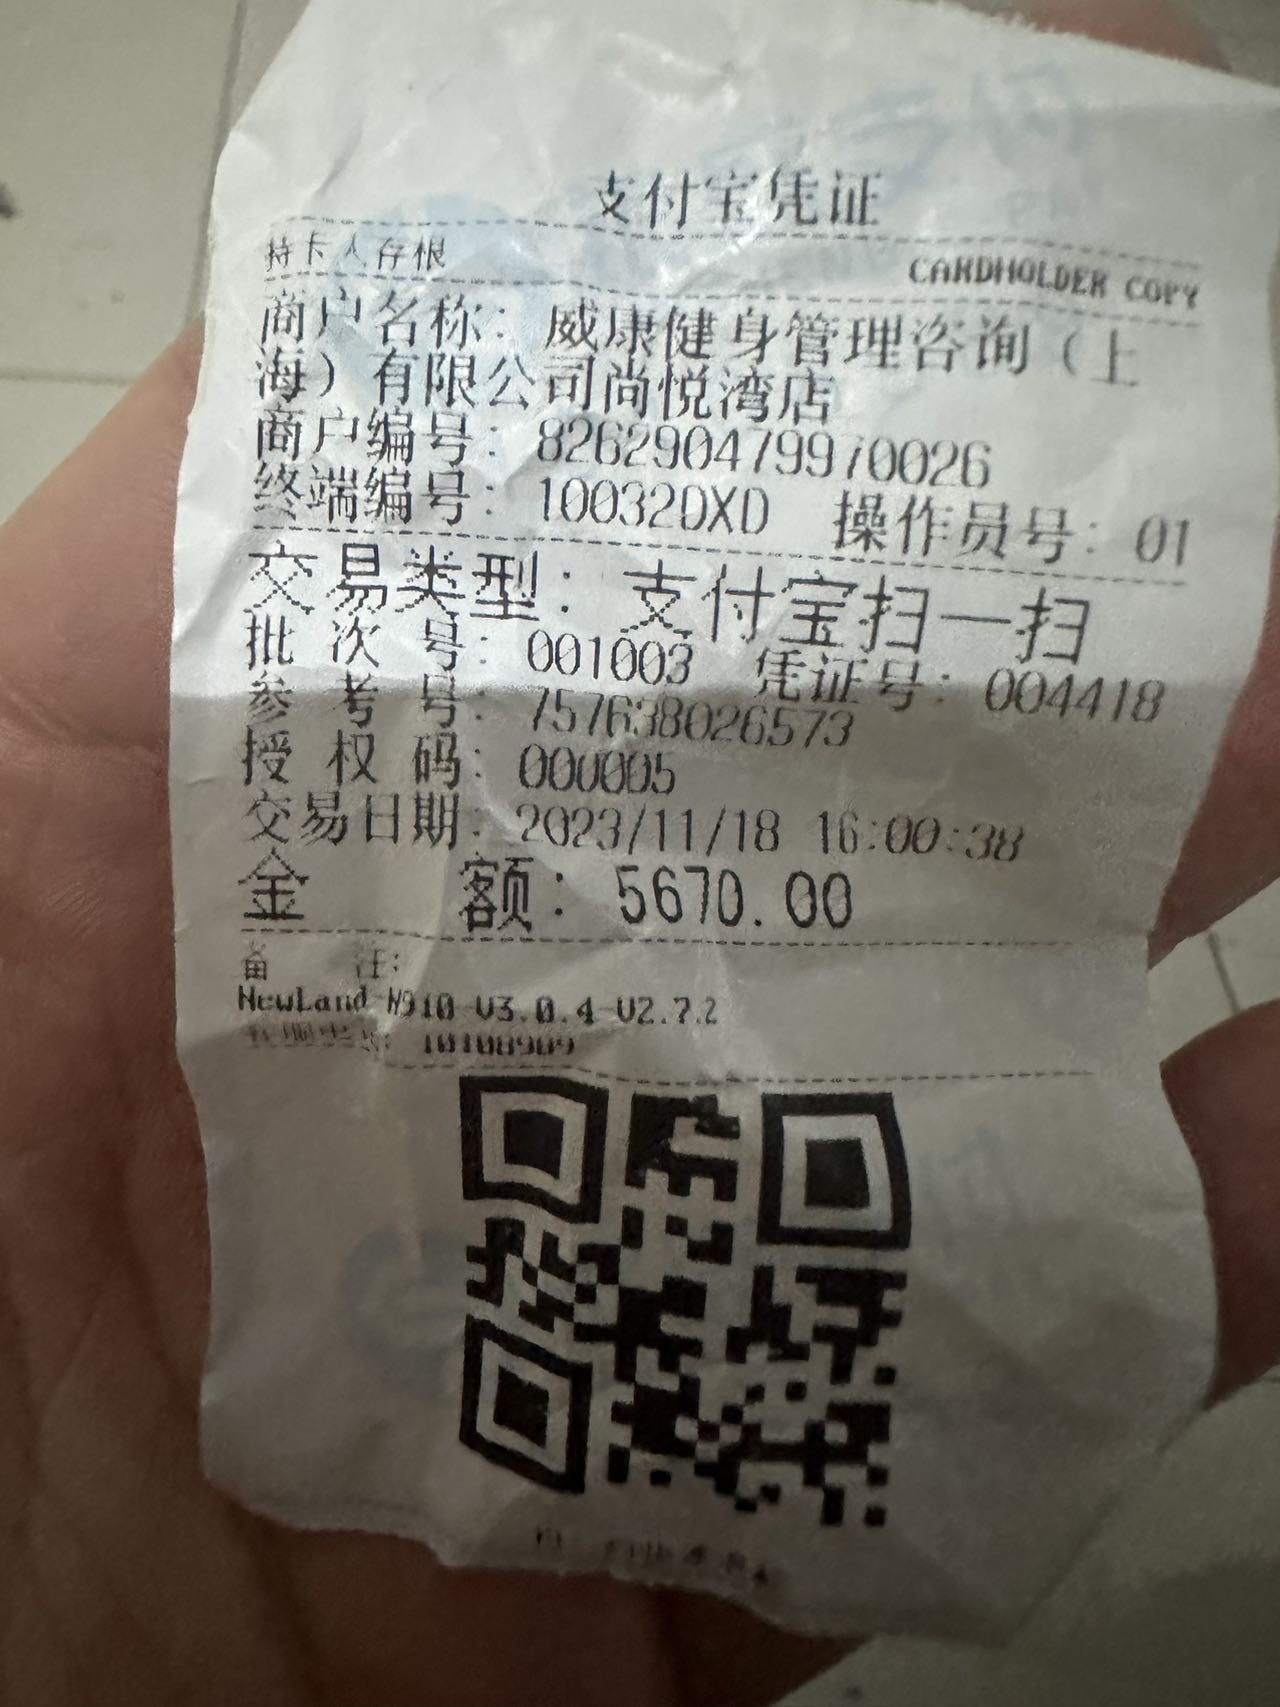 支付宝凭证
持卡人存根 CARDHOLDER COPY
商户名称：威康健身管理咨询（上
海）有限公司尚悦湾店
商户编号：826290479970026
终端编号：100320XD 操作员号：01
交易类型：支付宝扫一扫
批次号：001003 凭证号：004418
参考号：757638026573
授权码：000005
交易日期：2023/11/18 16:00:38
金额：5670.00
备注：
NewLand N910 V3.0.4 V2.7.2
10108909